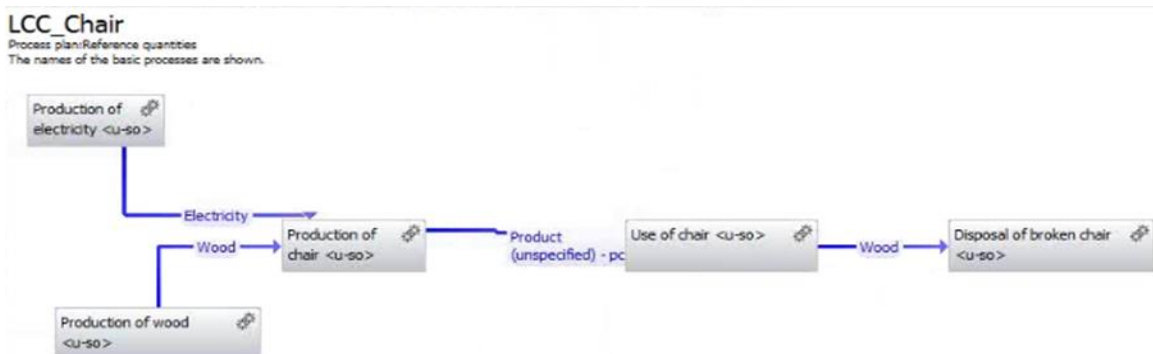 LCC_Chair
Process plan:Reference quantities
The names of the basic processes are shown.
Production of
electricity <u-so>
Electricity
Wood
Production of
chair <u-so>
Product
(unspecified) - pc
Use of chair <u-so>
Wood
Disposal of broken chair
<u-so>
Production of wood
<u-so>